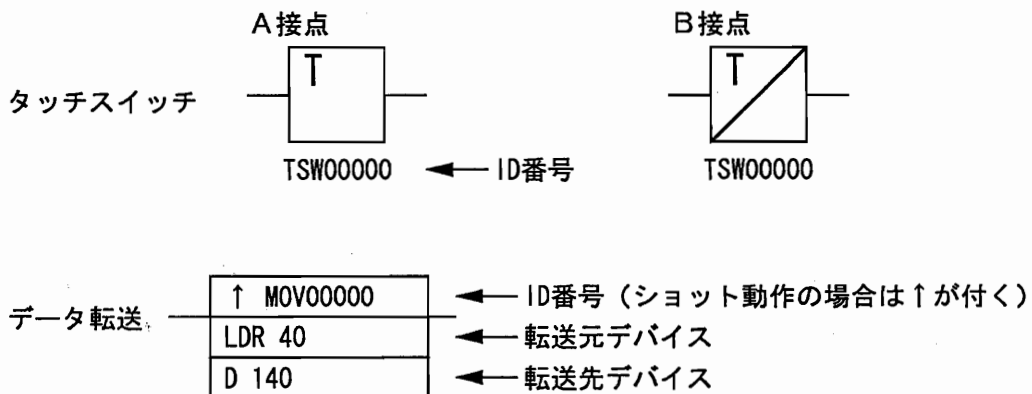 A接点 B接点
T T
タッチスイッチ
TSW00000 ID番号 TSW00000
↑ MOV00000 ID番号（ショット動作の場合は↑が付く）
データ転送
LDR 40 転送元デバイス
D 140 転送先デバイス